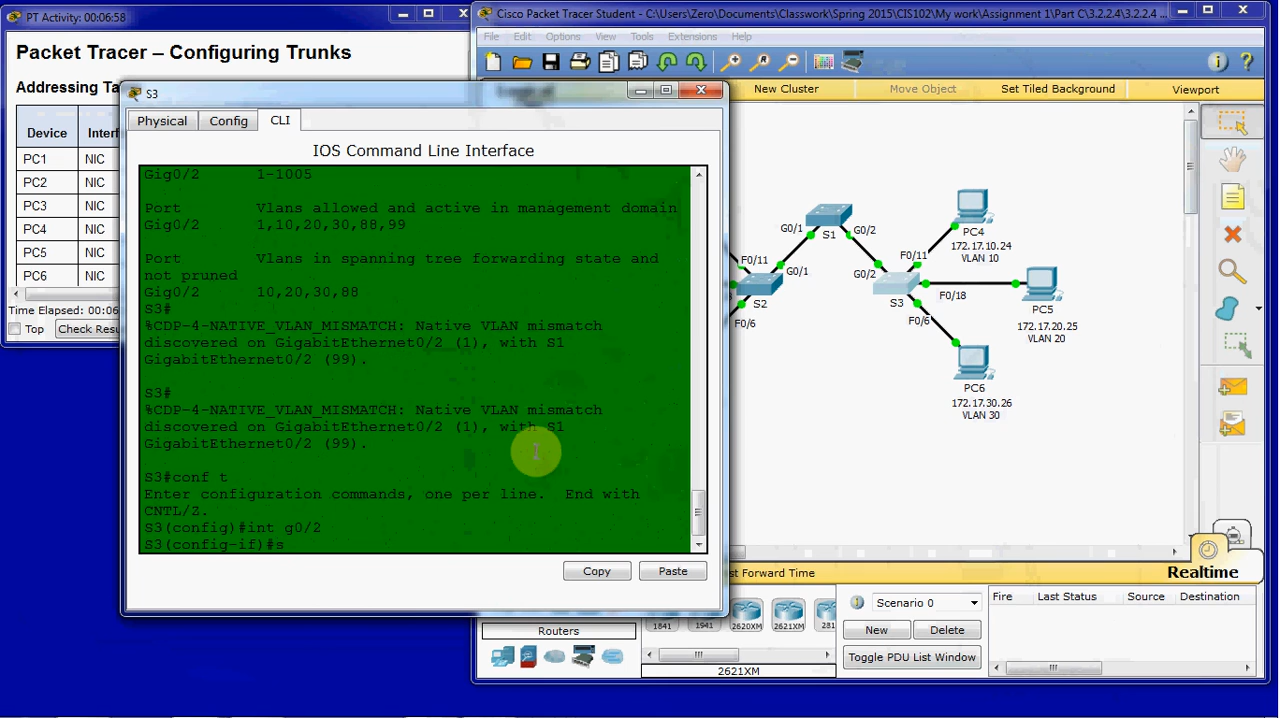 PT Activity: 00:06:58
Packet Tracer – Configuring Trunks
Addressing Ta
Device Interf
PC1 NIC
PC2 NIC
PC3 NIC
PC4 NIC
PC5 NIC
PC6 NIC
Time Elapsed: 00:06
Top Check Resu
Cisco Packet Tracer Student - C:\Users\Zero\Documents\Classwork\Spring 2015\CIS102\My work\Assignment 1\Part C\3.2.2.4\3.2.2.4 ...
File Edit Options View Tools Extensions Help
New Cluster Move Object Set Tiled Background Viewport
S3
Physical Config CLI
IOS Command Line Interface
Gig0/2 1-1005
Port Vlans allowed and active in management domain
Gig0/2 1,10,20,30,88,99
Port Vlans in spanning tree forwarding state and
not pruned
Gig0/2 10,20,30,88
S3#
%CDP-4-NATIVE_VLAN_MISMATCH: Native VLAN mismatch
discovered on GigabitEthernet0/2 (1), with S1
GigabitEthernet0/2 (99).
S3#
%CDP-4-NATIVE_VLAN_MISMATCH: Native VLAN mismatch
discovered on GigabitEthernet0/2 (1), with S1
GigabitEthernet0/2 (99).
S3#conf t
Enter configuration commands, one per line. End with
CNTL/Z.
S3(config)#int g0/2
S3(config-if)#s
Copy Paste
G0/1 S1 G0/2
F0/11 G0/1
S2
F0/6
G0/2 F0/11
S3
F0/18
F0/6
PC4
172.17.10.24
VLAN 10
PC5
172.17.20.25
VLAN 20
PC6
172.17.30.26
VLAN 30
st Forward Time
Realtime
1841 1941 2620XM 2621XM 281
Routers
2621XM
Scenario 0
New Delete
Toggle PDU List Window
Fire Last Status Source Destination